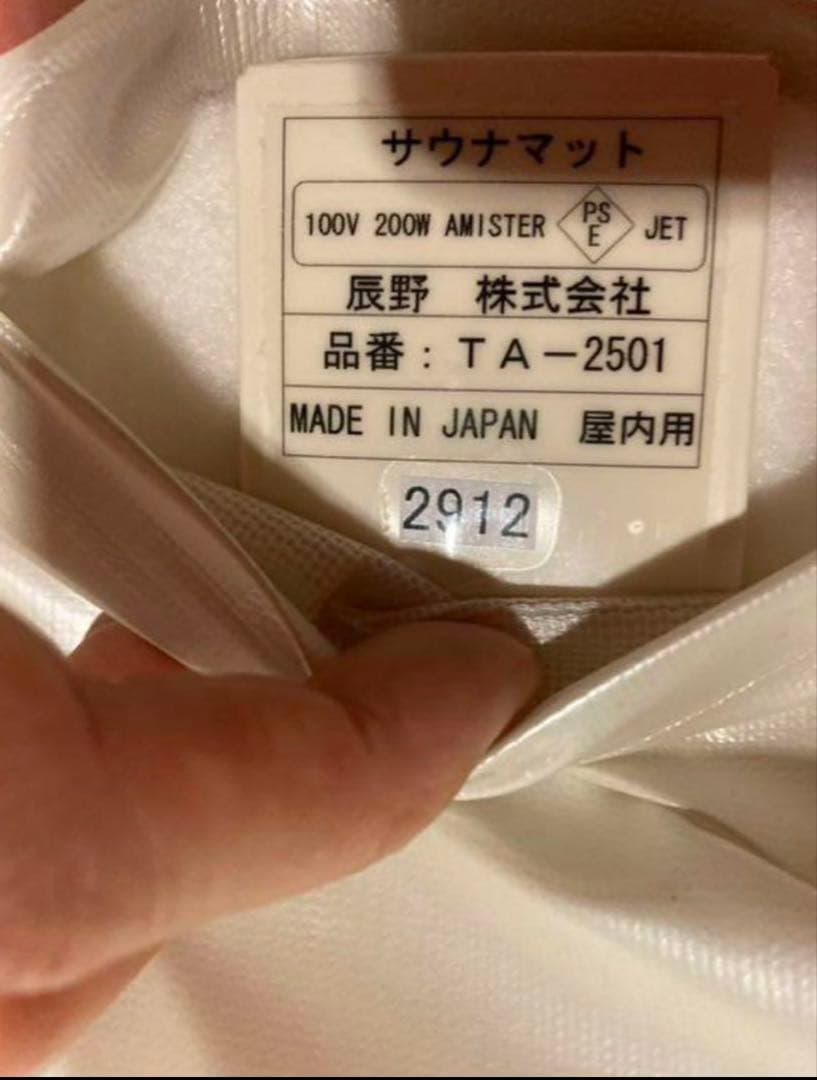 サウナマット
100V 200W AMISTER PSE JET
辰野 株式会社
品番：ＴＡ－2501
MADE IN JAPAN 屋内用
2912